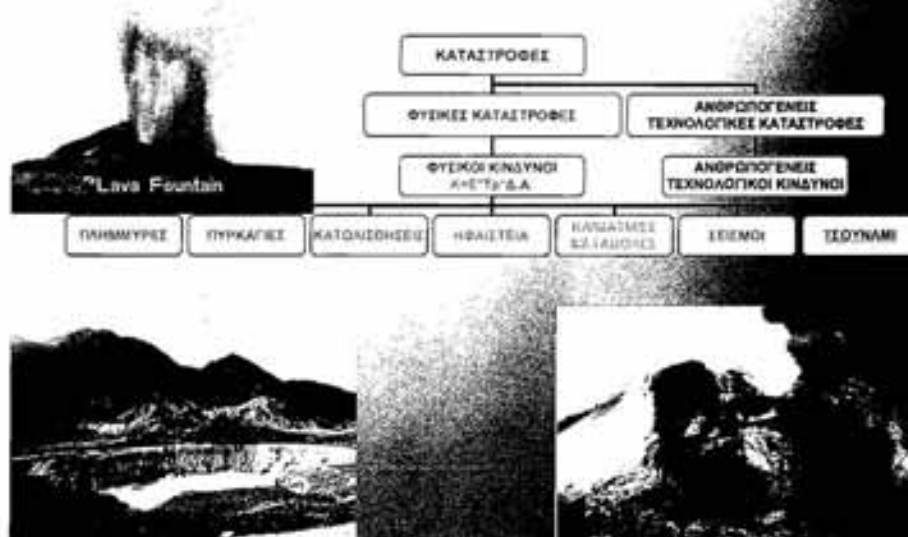 ΚΑΤΑΣΤΡΟΦΕΣ
ΦΥΣΙΚΕΣ ΚΑΤΑΣΤΡΟΦΕΣ
ΑΝΘΡΩΠΟΓΕΝΕΙΣ
ΤΕΧΝΟΛΟΓΙΚΕΣ ΚΑΤΑΣΤΡΟΦΕΣ
ΦΥΣΙΚΟΙ ΚΙΝΔΥΝΟΙ
ΑΝΘΡΩΠΟΓΕΝΕΙΣ
ΤΕΧΝΟΛΟΓΙΚΟΙ ΚΙΝΔΥΝΟΙ
Lava Fountain
ΠΛΗΜΜΥΡΕΣ
ΠΥΡΚΑΓΙΕΣ
ΚΑΤΟΛΙΣΘΗΣΕΙΣ
ΗΦΑΙΣΤΕΙΑ
ΣΕΙΣΜΟΙ
ΤΣΟΥΝΑΜΙ